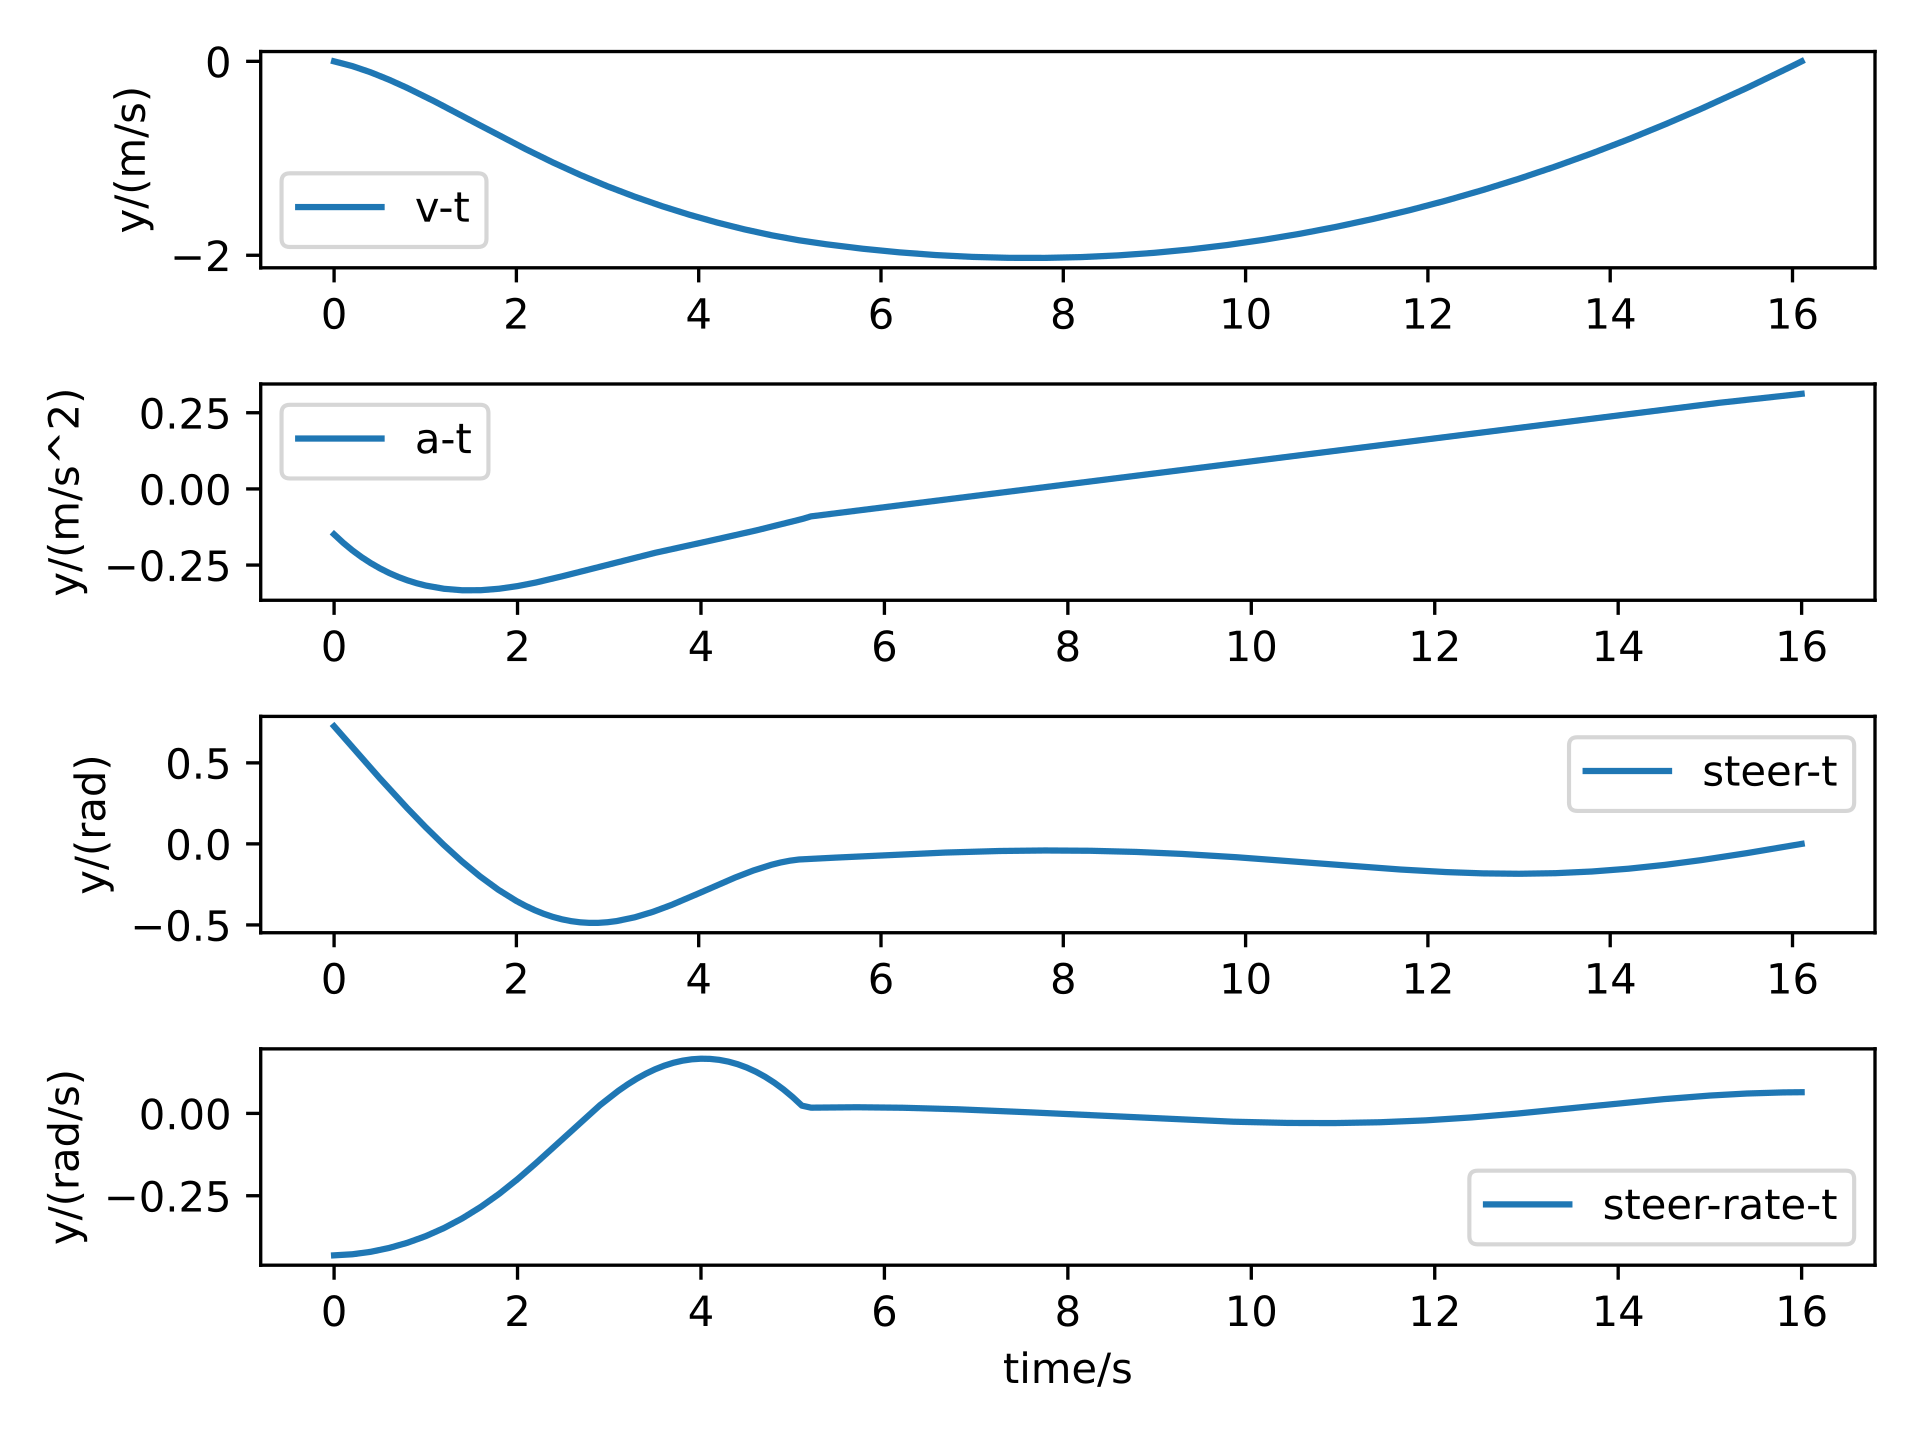 y/(m/s)
0
−2
v-t
0 2 4 6 8 10 12 14 16
y/(m/s^2)
0.25
0.00
−0.25
a-t
0 2 4 6 8 10 12 14 16
y/(rad)
0.5
0.0
−0.5
steer-t
0 2 4 6 8 10 12 14 16
y/(rad/s)
0.00
−0.25
steer-rate-t
0 2 4 6 8 10 12 14 16
time/s